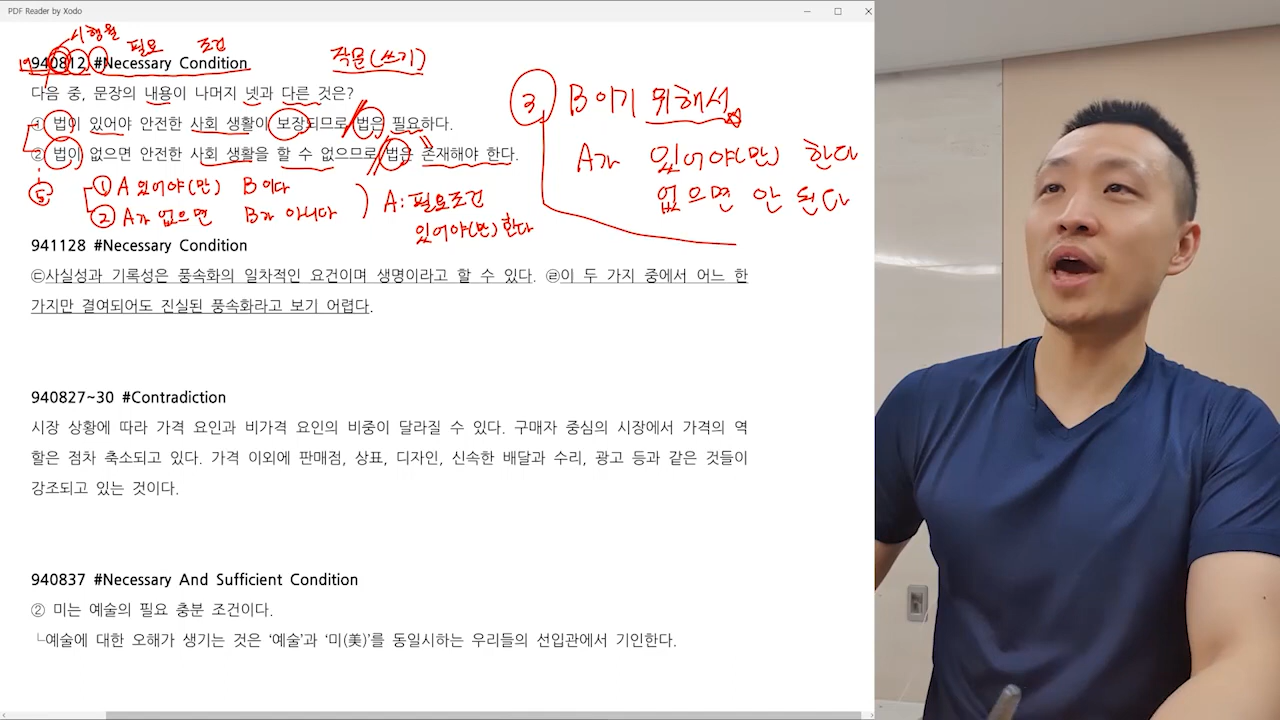 PDF Reader by Xodo
시행월
필요 조건
작문(쓰기)
940812 #Necessary Condition
다음 중, 문장의 내용이 나머지 넷과 다른 것은?
① 법이 있어야 안전한 사회 생활이 보장되므로 법은 필요하다.
② 법이 없으면 안전한 사회 생활을 할 수 없으므로 법은 존재해야 한다.
⑤
① A 있어야(만) B이다
② A가 없으면 B가 아니다
A: 필요조건
있어야(만) 한다
③ B이기 위해서
A가 있어야(만) 한다
없으면 안 된다
941128 #Necessary Condition
㉢사실성과 기록성은 풍속화의 일차적인 요건이며 생명이라고 할 수 있다. ㉣이 두 가지 중에서 어느 한
가지만 결여되어도 진실된 풍속화라고 보기 어렵다.
940827~30 #Contradiction
시장 상황에 따라 가격 요인과 비가격 요인의 비중이 달라질 수 있다. 구매자 중심의 시장에서 가격의 역
할은 점차 축소되고 있다. 가격 이외에 판매점, 상표, 디자인, 신속한 배달과 수리, 광고 등과 같은 것들이
강조되고 있는 것이다.
940837 #Necessary And Sufficient Condition
② 미는 예술의 필요 충분 조건이다.
└예술에 대한 오해가 생기는 것은 ‘예술’과 ‘미(美)’를 동일시하는 우리들의 선입관에서 기인한다.